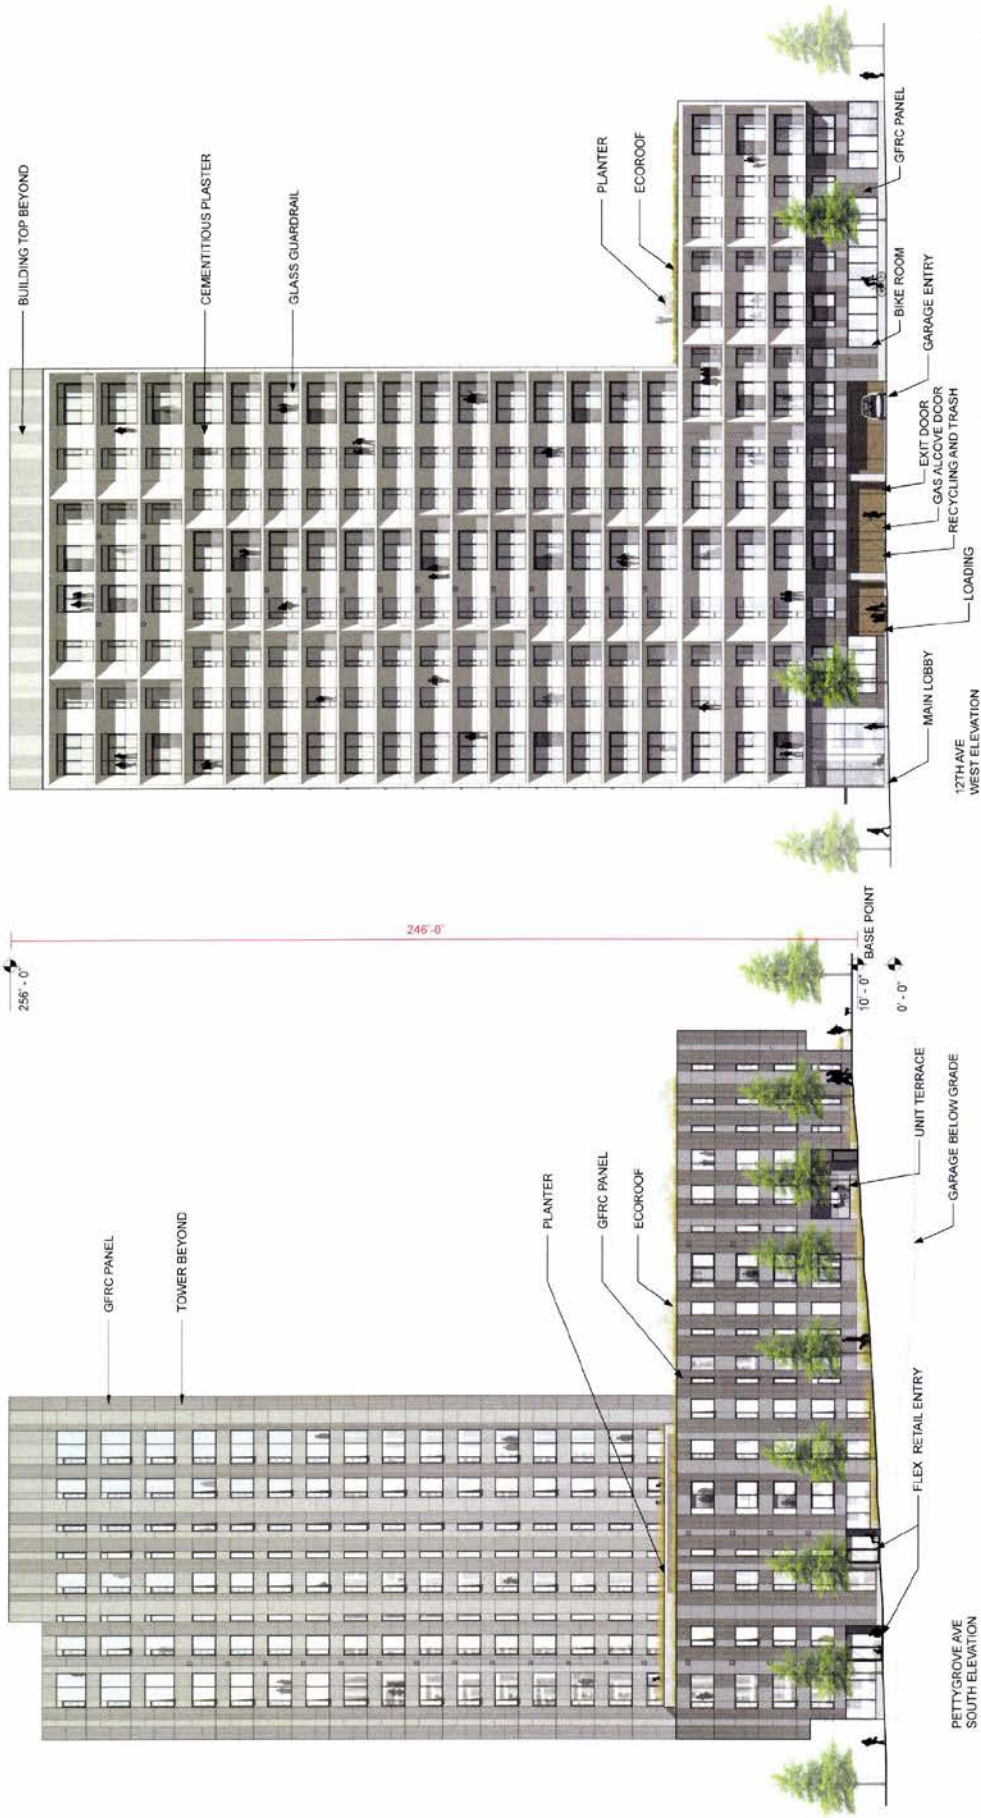 GFRC PANEL
TOWER BEYOND
PLANTER
GFRC PANEL
ECOROOF
256' - 0"
246'-0"
BASE POINT
10' - 0"
0' - 0"
UNIT TERRACE
GARAGE BELOW GRADE
FLEX RETAIL ENTRY
PETTYGROVE AVE
SOUTH ELEVATION
BUILDING TOP BEYOND
CEMENTITIOUS PLASTER
GLASS GUARDRAIL
PLANTER
ECOROOF
GFRC PANEL
BIKE ROOM
GARAGE ENTRY
EXIT DOOR
GAS ALCOVE DOOR
RECYCLING AND TRASH
LOADING
MAIN LOBBY
12TH AVE
WEST ELEVATION